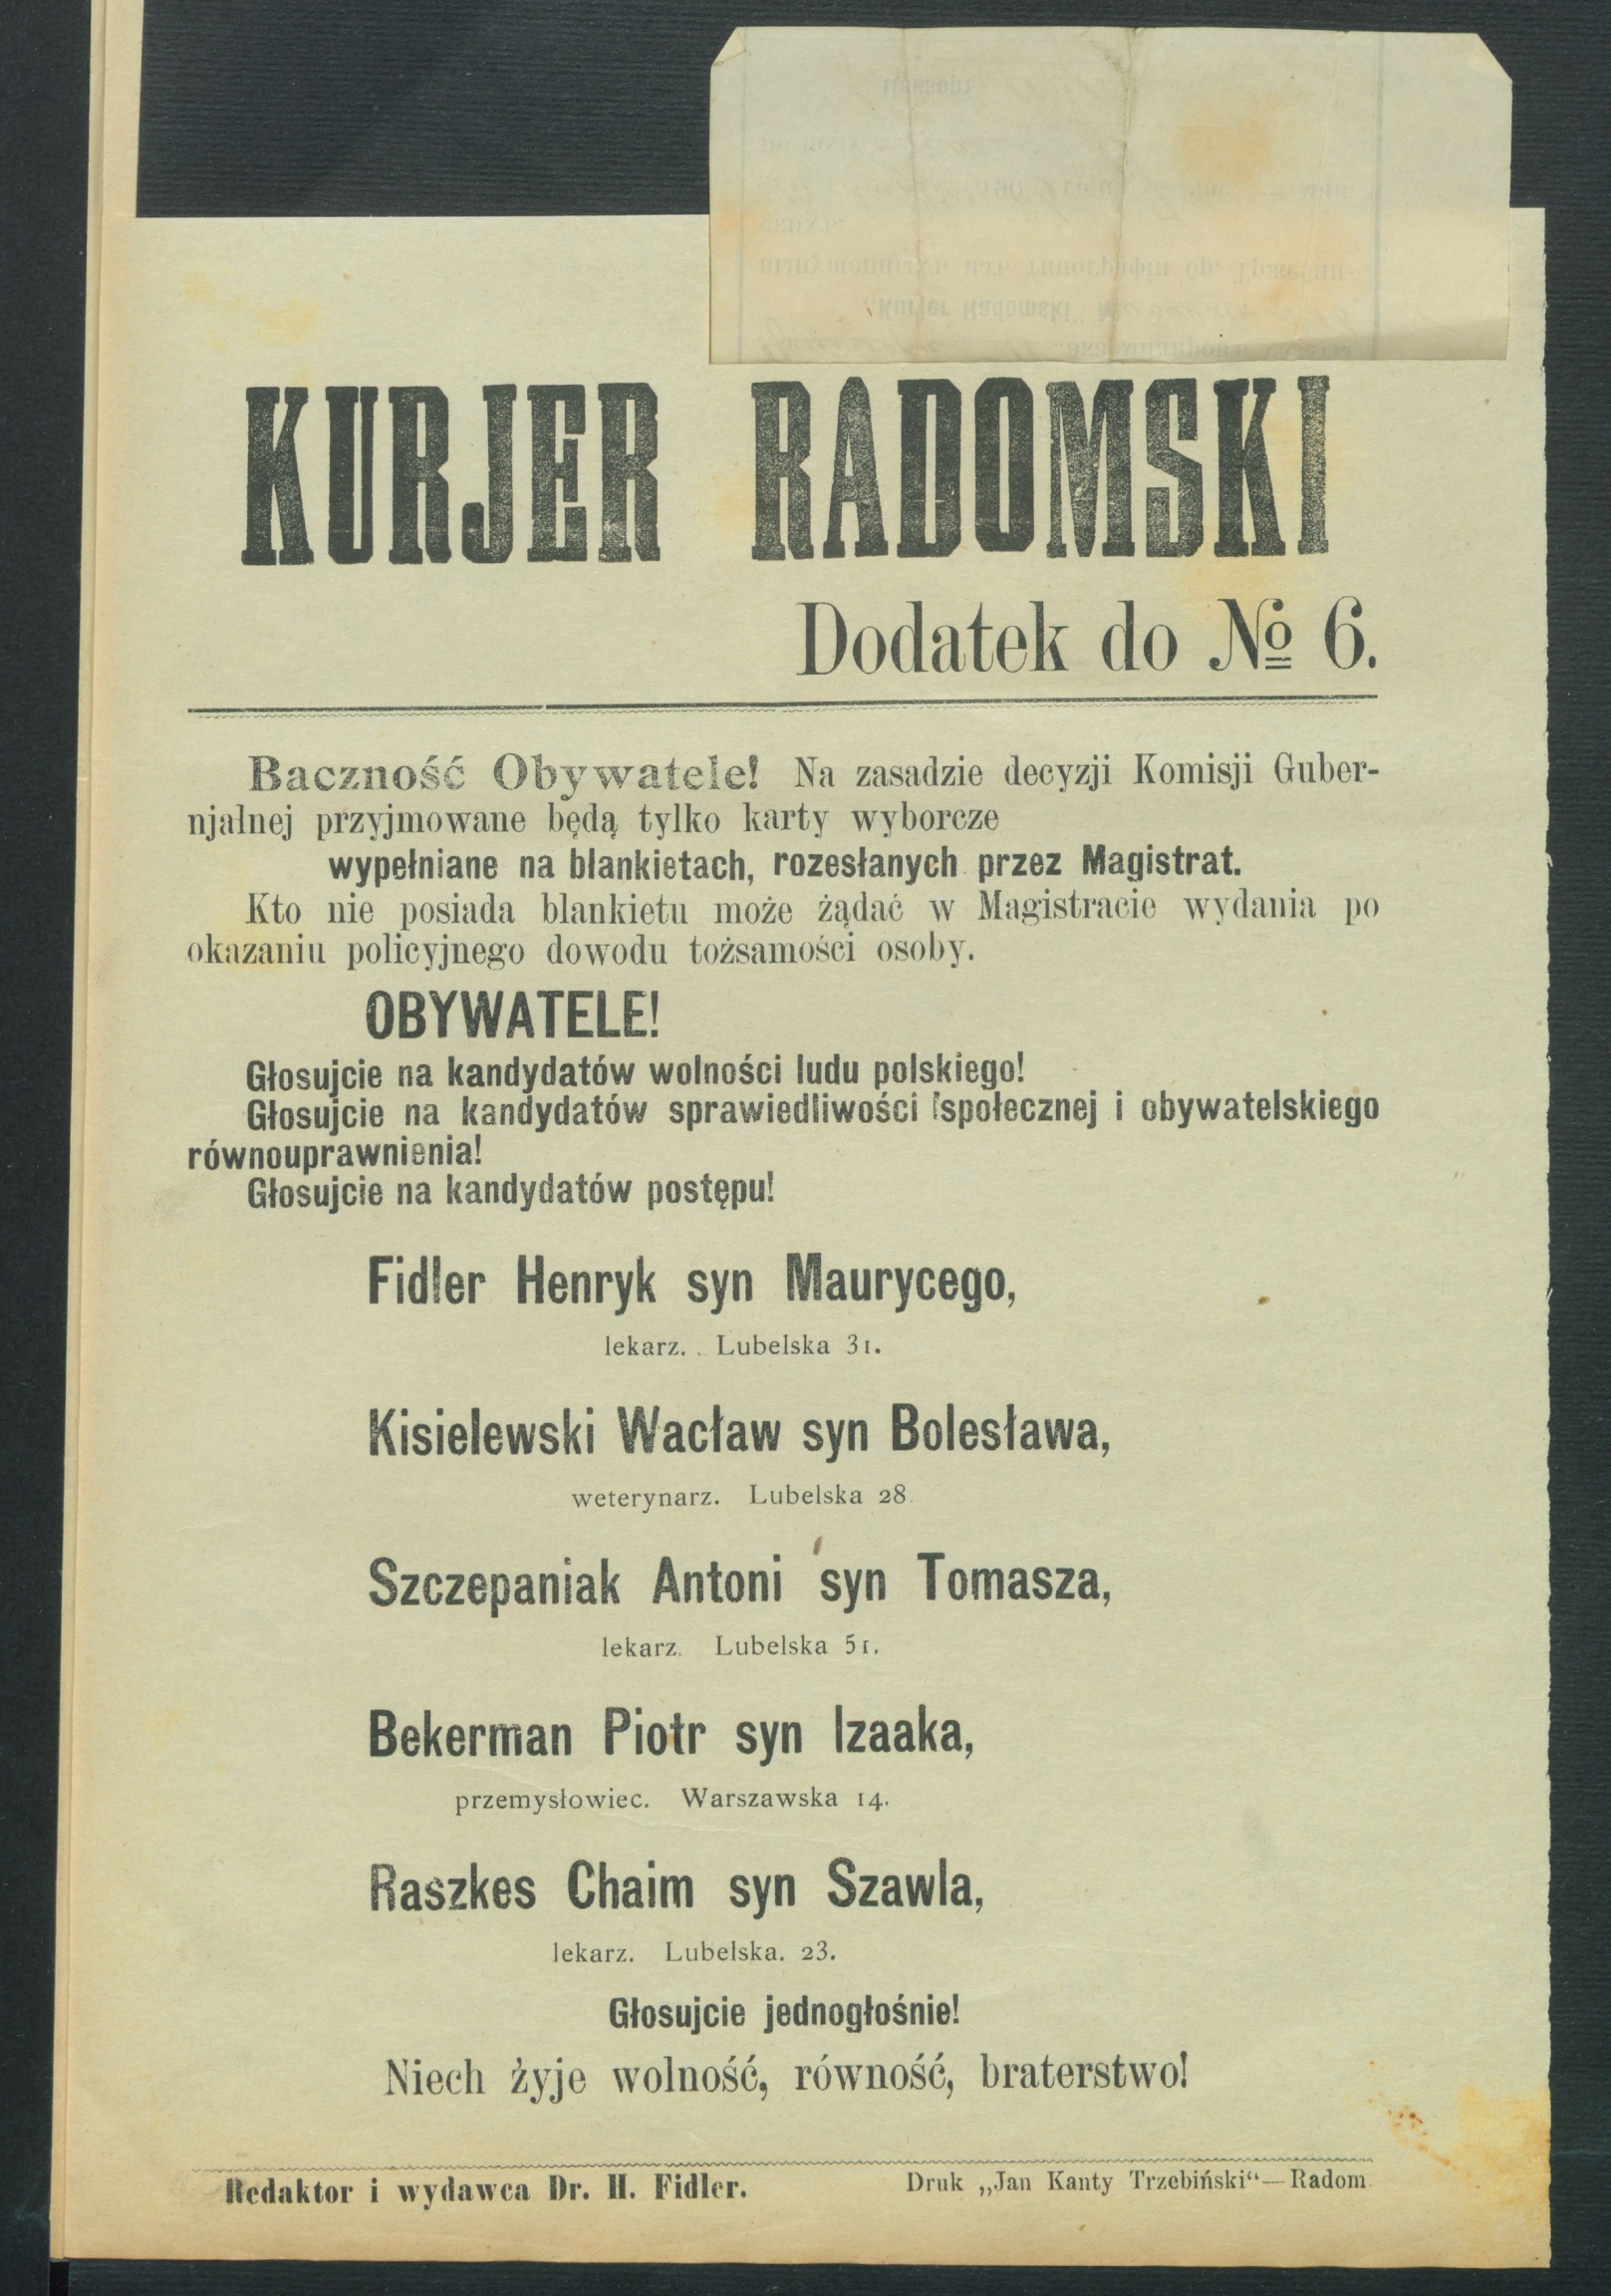 KURJER RADOMSKI
Dodatek do № 6.
Baczność Obywatele! Na zasadzie decyzji Komisji Guber-
njalnej przyjmowane będą tylko karty wyborcze
wypełniane na blankietach, rozesłanych przez Magistrat.
Kto nie posiada blankietu może żądać w Magistracie wydania po
okazaniu policyjnego dowodu tożsamości osoby.
OBYWATELE!
Głosujcie na kandydatów wolności ludu polskiego!
Głosujcie na kandydatów sprawiedliwości społecznej i obywatelskiego
równouprawnienia!
Głosujcie na kandydatów postępu!
Fidler Henryk syn Maurycego,
lekarz. Lubelska 31.
Kisielewski Wacław syn Bolesława,
weterynarz. Lubelska 28.
Szczepaniak Antoni syn Tomasza,
lekarz. Lubelska 51.
Bekerman Piotr syn Izaaka,
przemysłowiec. Warszawska 14.
Raszkes Chaim syn Szawla,
lekarz. Lubelska. 23.
Głosujcie jednogłośnie!
Niech żyje wolność, równość, braterstwo!
Redaktor i wydawca Dr. H. Fidler.
Druk „Jan Kanty Trzebiński“—Radom